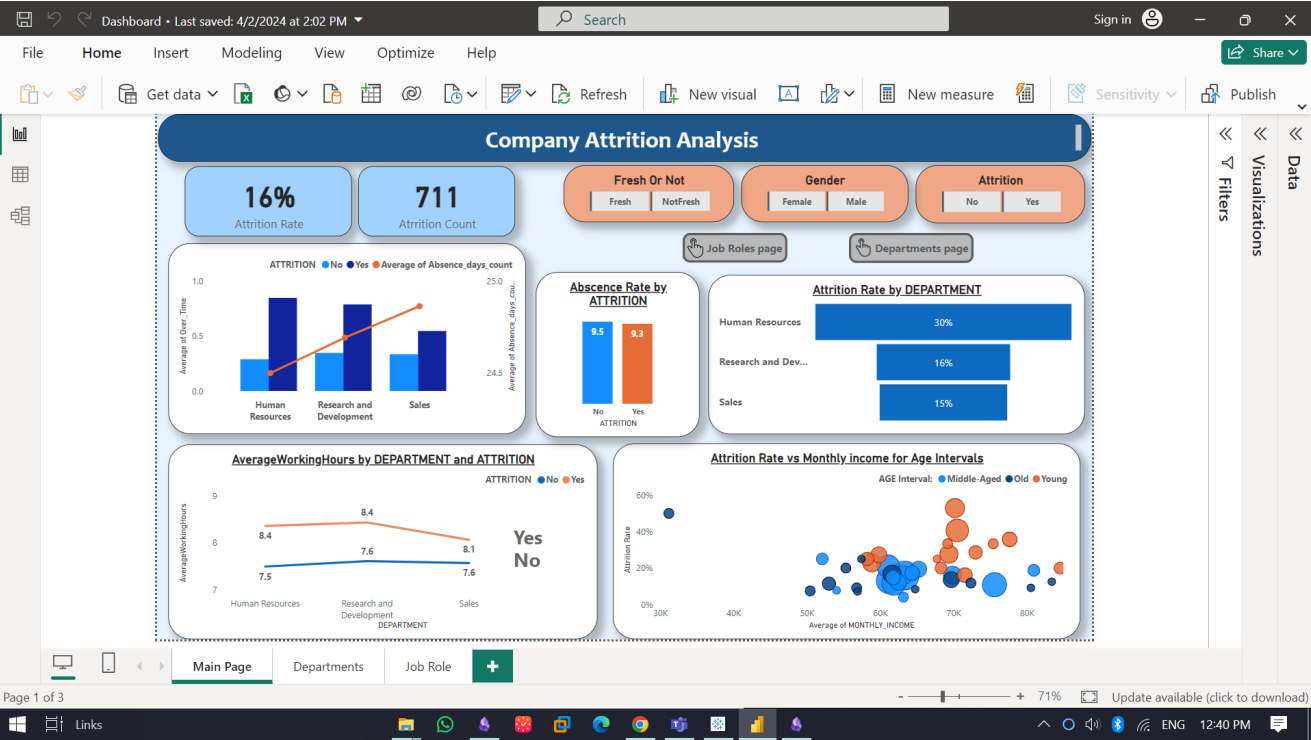 Dashboard • Last saved: 4/2/2024 at 2:02 PM
Search
Sign in
File Home Insert Modeling View Optimize Help
Share
Get data
Refresh
New visual
A
New measure
Sensitivity
Publish
Company Attrition Analysis
16%
Attrition Rate
711
Atrrition Count
Fresh Or Not
Fresh NotFresh
Gender
Female Male
Attrition
No Yes
Job Roles page
Departments page
ATTRITION No Yes Average of Absence_days_count
Average of Over_Time
1.0
0.5
0.0
25.0
24.5
Average of Absence_days_cou...
Human Resources
Research and Development
Sales
Abscence Rate by
ATTRITION
9.5
9.3
No Yes
ATTRITION
Attrition Rate by DEPARTMENT
Human Resources 30%
Research and Dev... 16%
Sales 15%
AverageWorkingHours by DEPARTMENT and ATTRITION
ATTRITION No Yes
AverageWorkingHours
9
8
7
8.4
8.4
8.1
7.5
7.6
7.6
Human Resources
Research and Development
Sales
DEPARTMENT
Yes
No
Attrition Rate vs Monthly income for Age Intervals
AGE Interval: Middle-Aged Old Young
Attrition Rate
60%
40%
20%
0%
30K 40K 50K 60K 70K 80K
Average of MONTHLY_INCOME
Filters
Visualizations
Data
Main Page
Departments
Job Role
Page 1 of 3
- + 71%
Update available (click to download)
Links
ENG 12:40 PM